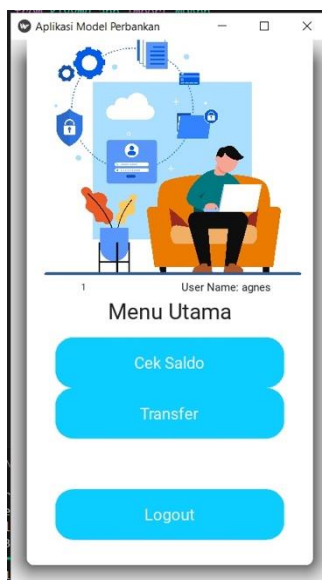 Aplikasi Model Perbankan
1 User Name: agnes
Menu Utama
Cek Saldo
Transfer
Logout